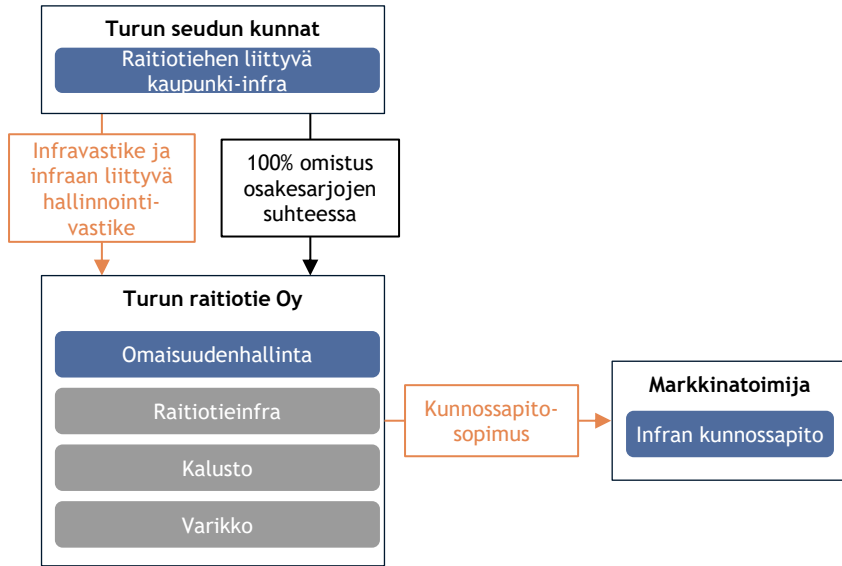 Turun seudun kunnat
Raitiotiehen liittyvä
kaupunki-infra
Infravastike ja
infraan liittyvä
hallinnointi-
vastike
100% omistus
osakesarjojen
suhteessa
Turun raitiotie Oy
Omaisuudenhallinta
Raitiotieinfra
Kalusto
Varikko
Kunnossapito-
sopimus
Markkinatoimija
Infran kunnossapito